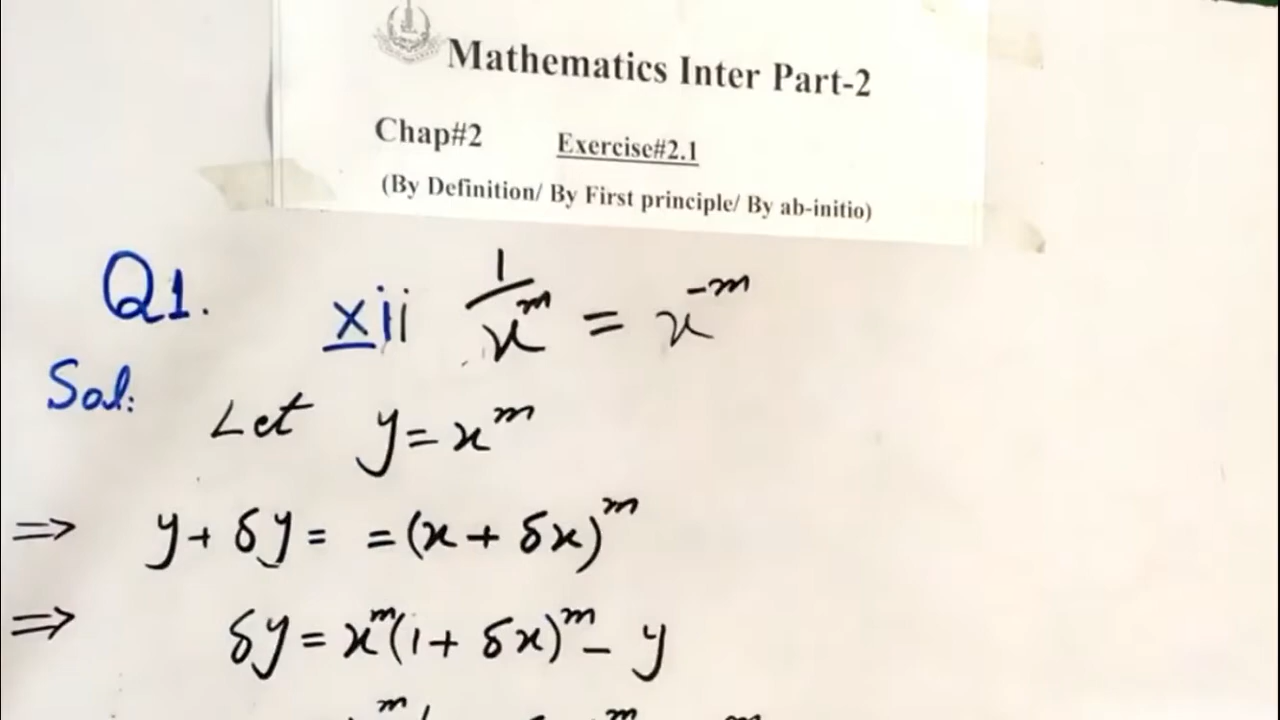 Mathematics Inter Part-2
Chap#2 Exercise#2.1
(By Definition/ By First principle/ By ab-initio)
Q1. xii 1/x^m = x^-m
Sol:
Let y = x^m
⇒ y + δy = = (x + δx)^m
⇒ δy = x^m(1 + δx)^m - y